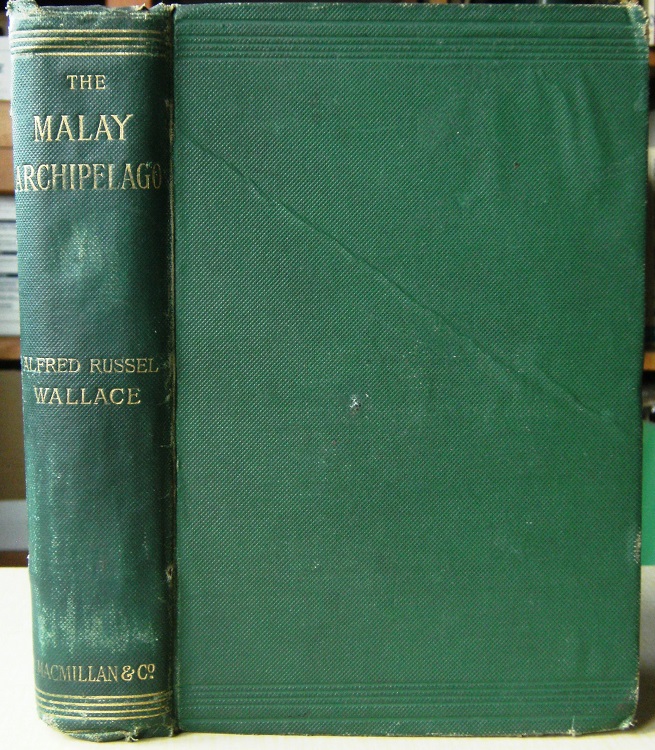 THE
MALAY
ARCHIPELAGO
ALFRED RUSSEL
WALLACE
MACMILLAN & Co.